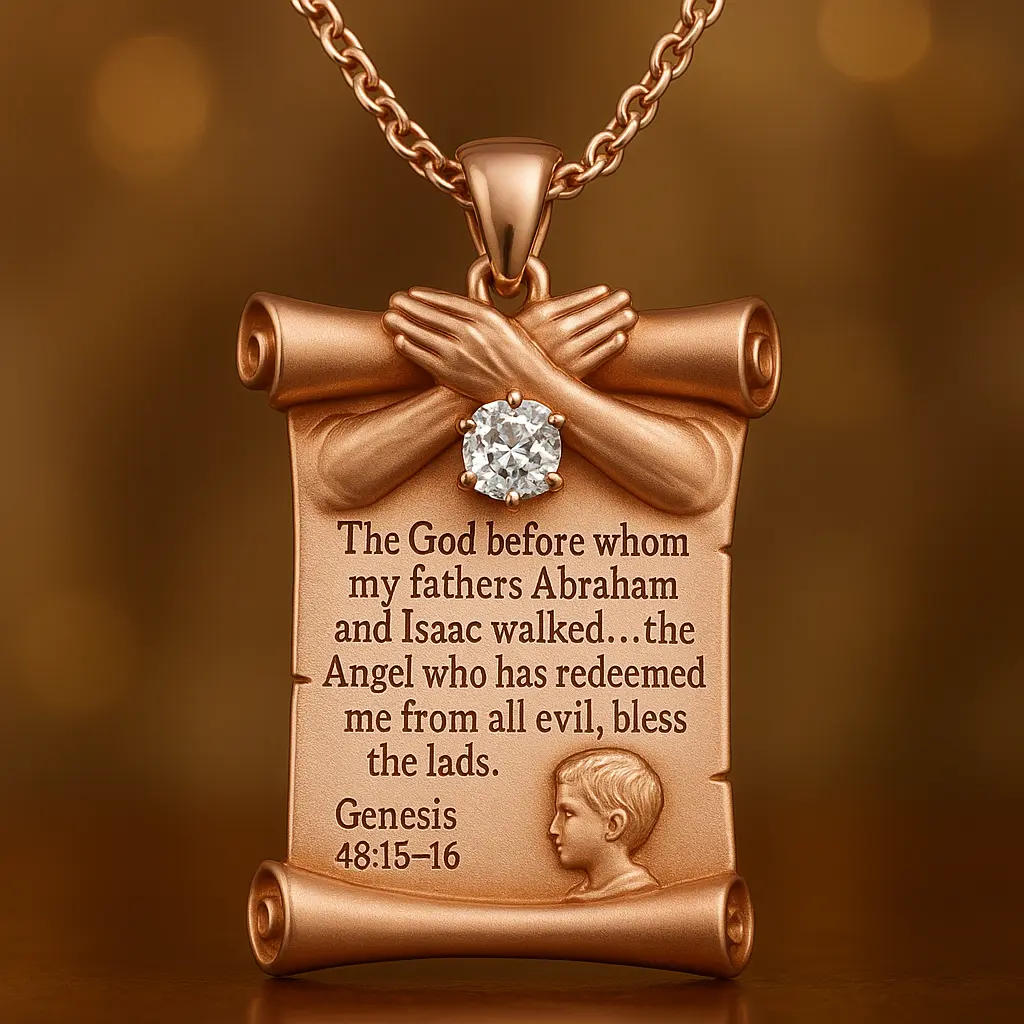 The God before whom
my fathers Abraham
and Isaac walked...the
Angel who has redeemed
me from all evil, bless
the lads.
Genesis
48:15–16